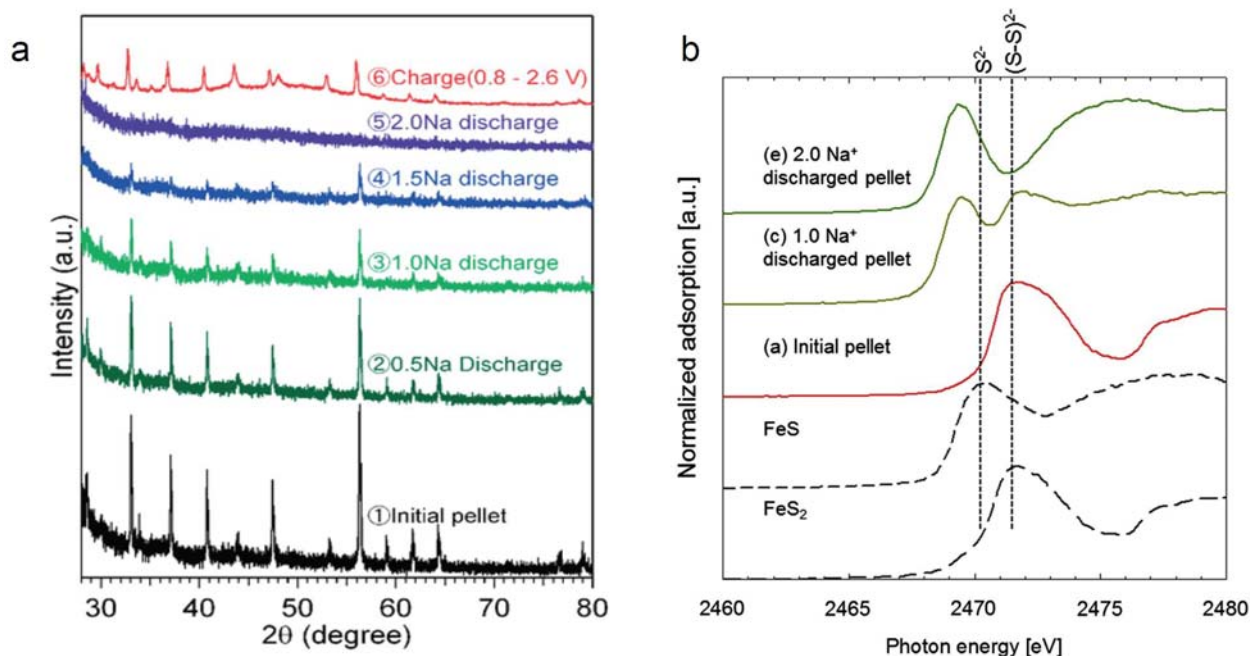 a
⑥Charge(0.8 - 2.6 V)
⑤2.0Na discharge
④1.5Na discharge
③1.0Na discharge
②0.5Na Discharge
①Initial pellet
Intensity (a.u.)
30 40 50 60 70 80
2θ (degree)
b
S²⁻
(S-S)²⁻
(e) 2.0 Na⁺
discharged pellet
(c) 1.0 Na⁺
discharged pellet
(a) Initial pellet
FeS
FeS₂
Normalized adsorption [a.u.]
2460 2465 2470 2475 2480
Photon energy [eV]